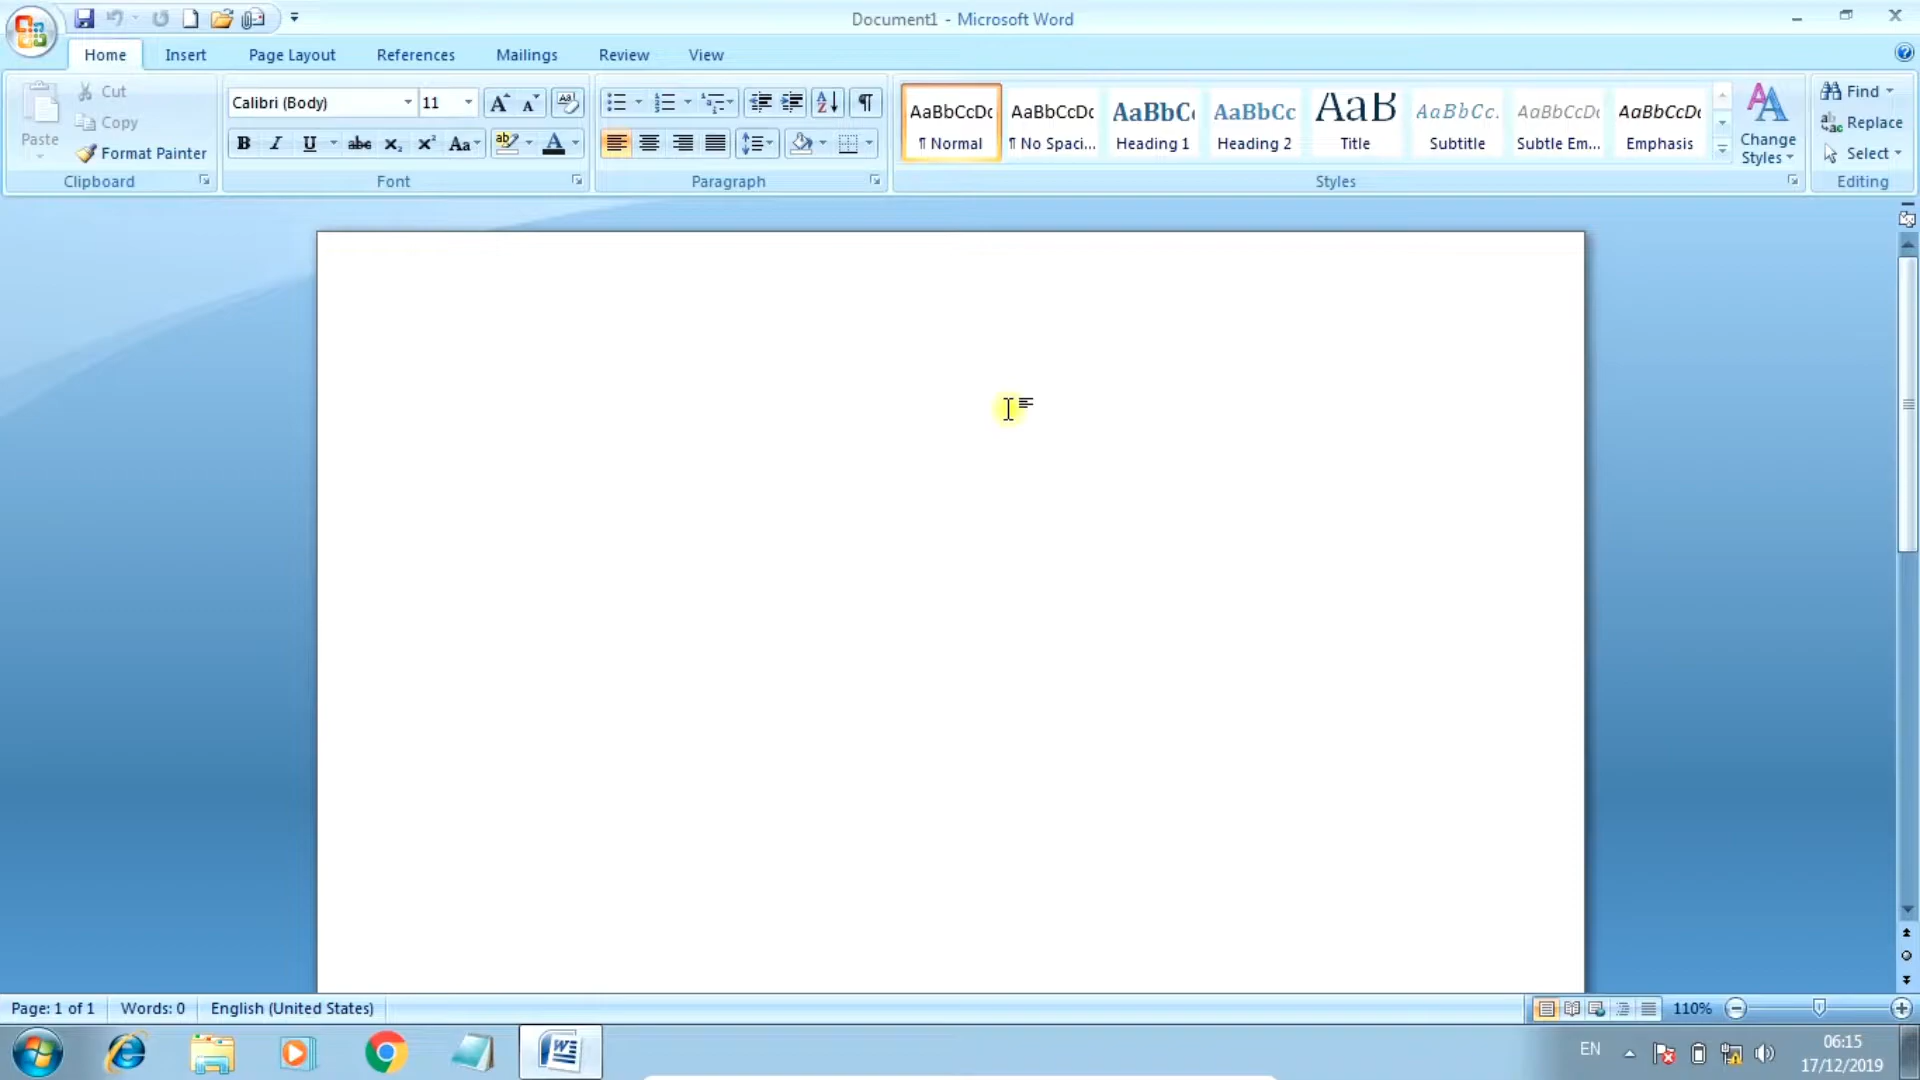 Document1 - Microsoft Word
Home Insert Page Layout References Mailings Review View
Paste
Cut
Copy
Format Painter
Clipboard
Calibri (Body) 11
Font
Paragraph
AaBbCcDc AaBbCcDc AaBbC AaBbCc AaB AaBbCc. AaBbCcDc AaBbCcDc
¶ Normal ¶ No Spaci... Heading 1 Heading 2 Title Subtitle Subtle Em... Emphasis
Change Styles
Styles
Find
Replace
Select
Editing
Page: 1 of 1 Words: 0 English (United States) 110%
EN
06:15
17/12/2019